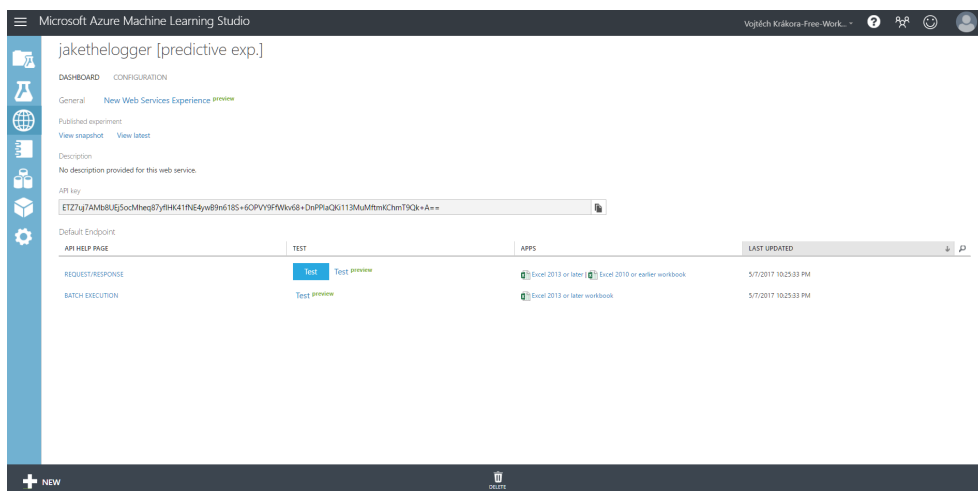 Microsoft Azure Machine Learning Studio
Vojtěch Krákora-Free-Work...
jakethelogger [predictive exp.]
DASHBOARD CONFIGURATION
General New Web Services Experience preview
Published experiment
View snapshot View latest
Description
No description provided for this web service.
API key
Default Endpoint
API HELP PAGE TEST APPS LAST UPDATED
REQUEST/RESPONSE Test Test preview Excel 2013 or later | Excel 2010 or earlier workbook 5/7/2017 10:25:33 PM
BATCH EXECUTION Test preview Excel 2013 or later workbook 5/7/2017 10:25:33 PM
NEW
DELETE